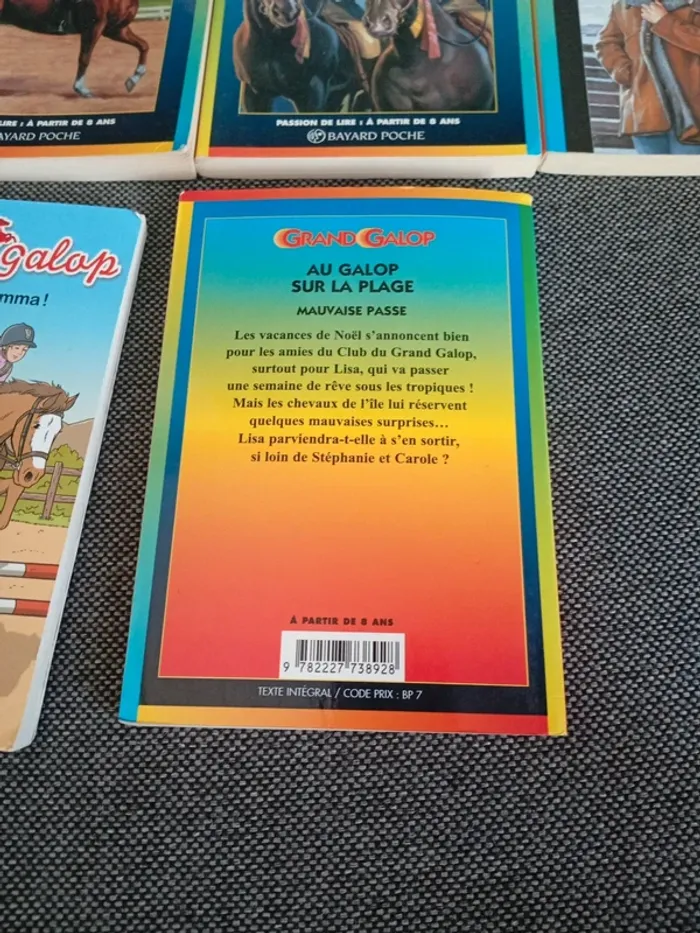 LIRE : À PARTIR DE 8 ANS
BAYARD POCHE
PASSION DE LIRE : À PARTIR DE 8 ANS
BAYARD POCHE
Galop
emma !
GRAND GALOP
AU GALOP
SUR LA PLAGE
MAUVAISE PASSE
Les vacances de Noël s'annoncent bien
pour les amies du Club du Grand Galop,
surtout pour Lisa, qui va passer
une semaine de rêve sous les tropiques !
Mais les chevaux de l'île lui réservent
quelques mauvaises surprises…
Lisa parviendra-t-elle à s'en sortir,
si loin de Stéphanie et Carole ?
À PARTIR DE 8 ANS
9 782227 738928
TEXTE INTÉGRAL / CODE PRIX : BP 7